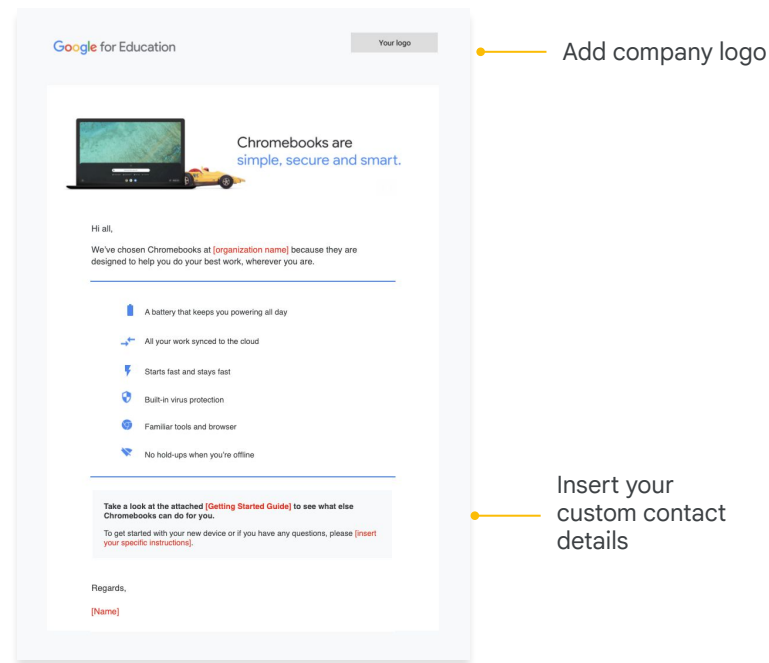 Google for Education
Your logo
Add company logo
Chromebooks are
simple, secure and smart.
Hi all,
We've chosen Chromebooks at [organization name] because they are
designed to help you do your best work, wherever you are.
A battery that keeps you powering all day
All your work synced to the cloud
Starts fast and stays fast
Built-in virus protection
Familiar tools and browser
No hold-ups when you're offline
Take a look at the attached [Getting Started Guide] to see what else
Chromebooks can do for you.
To get started with your new device or if you have any questions, please [insert
your specific instructions].
Insert your
custom contact
details
Regards,
[Name]